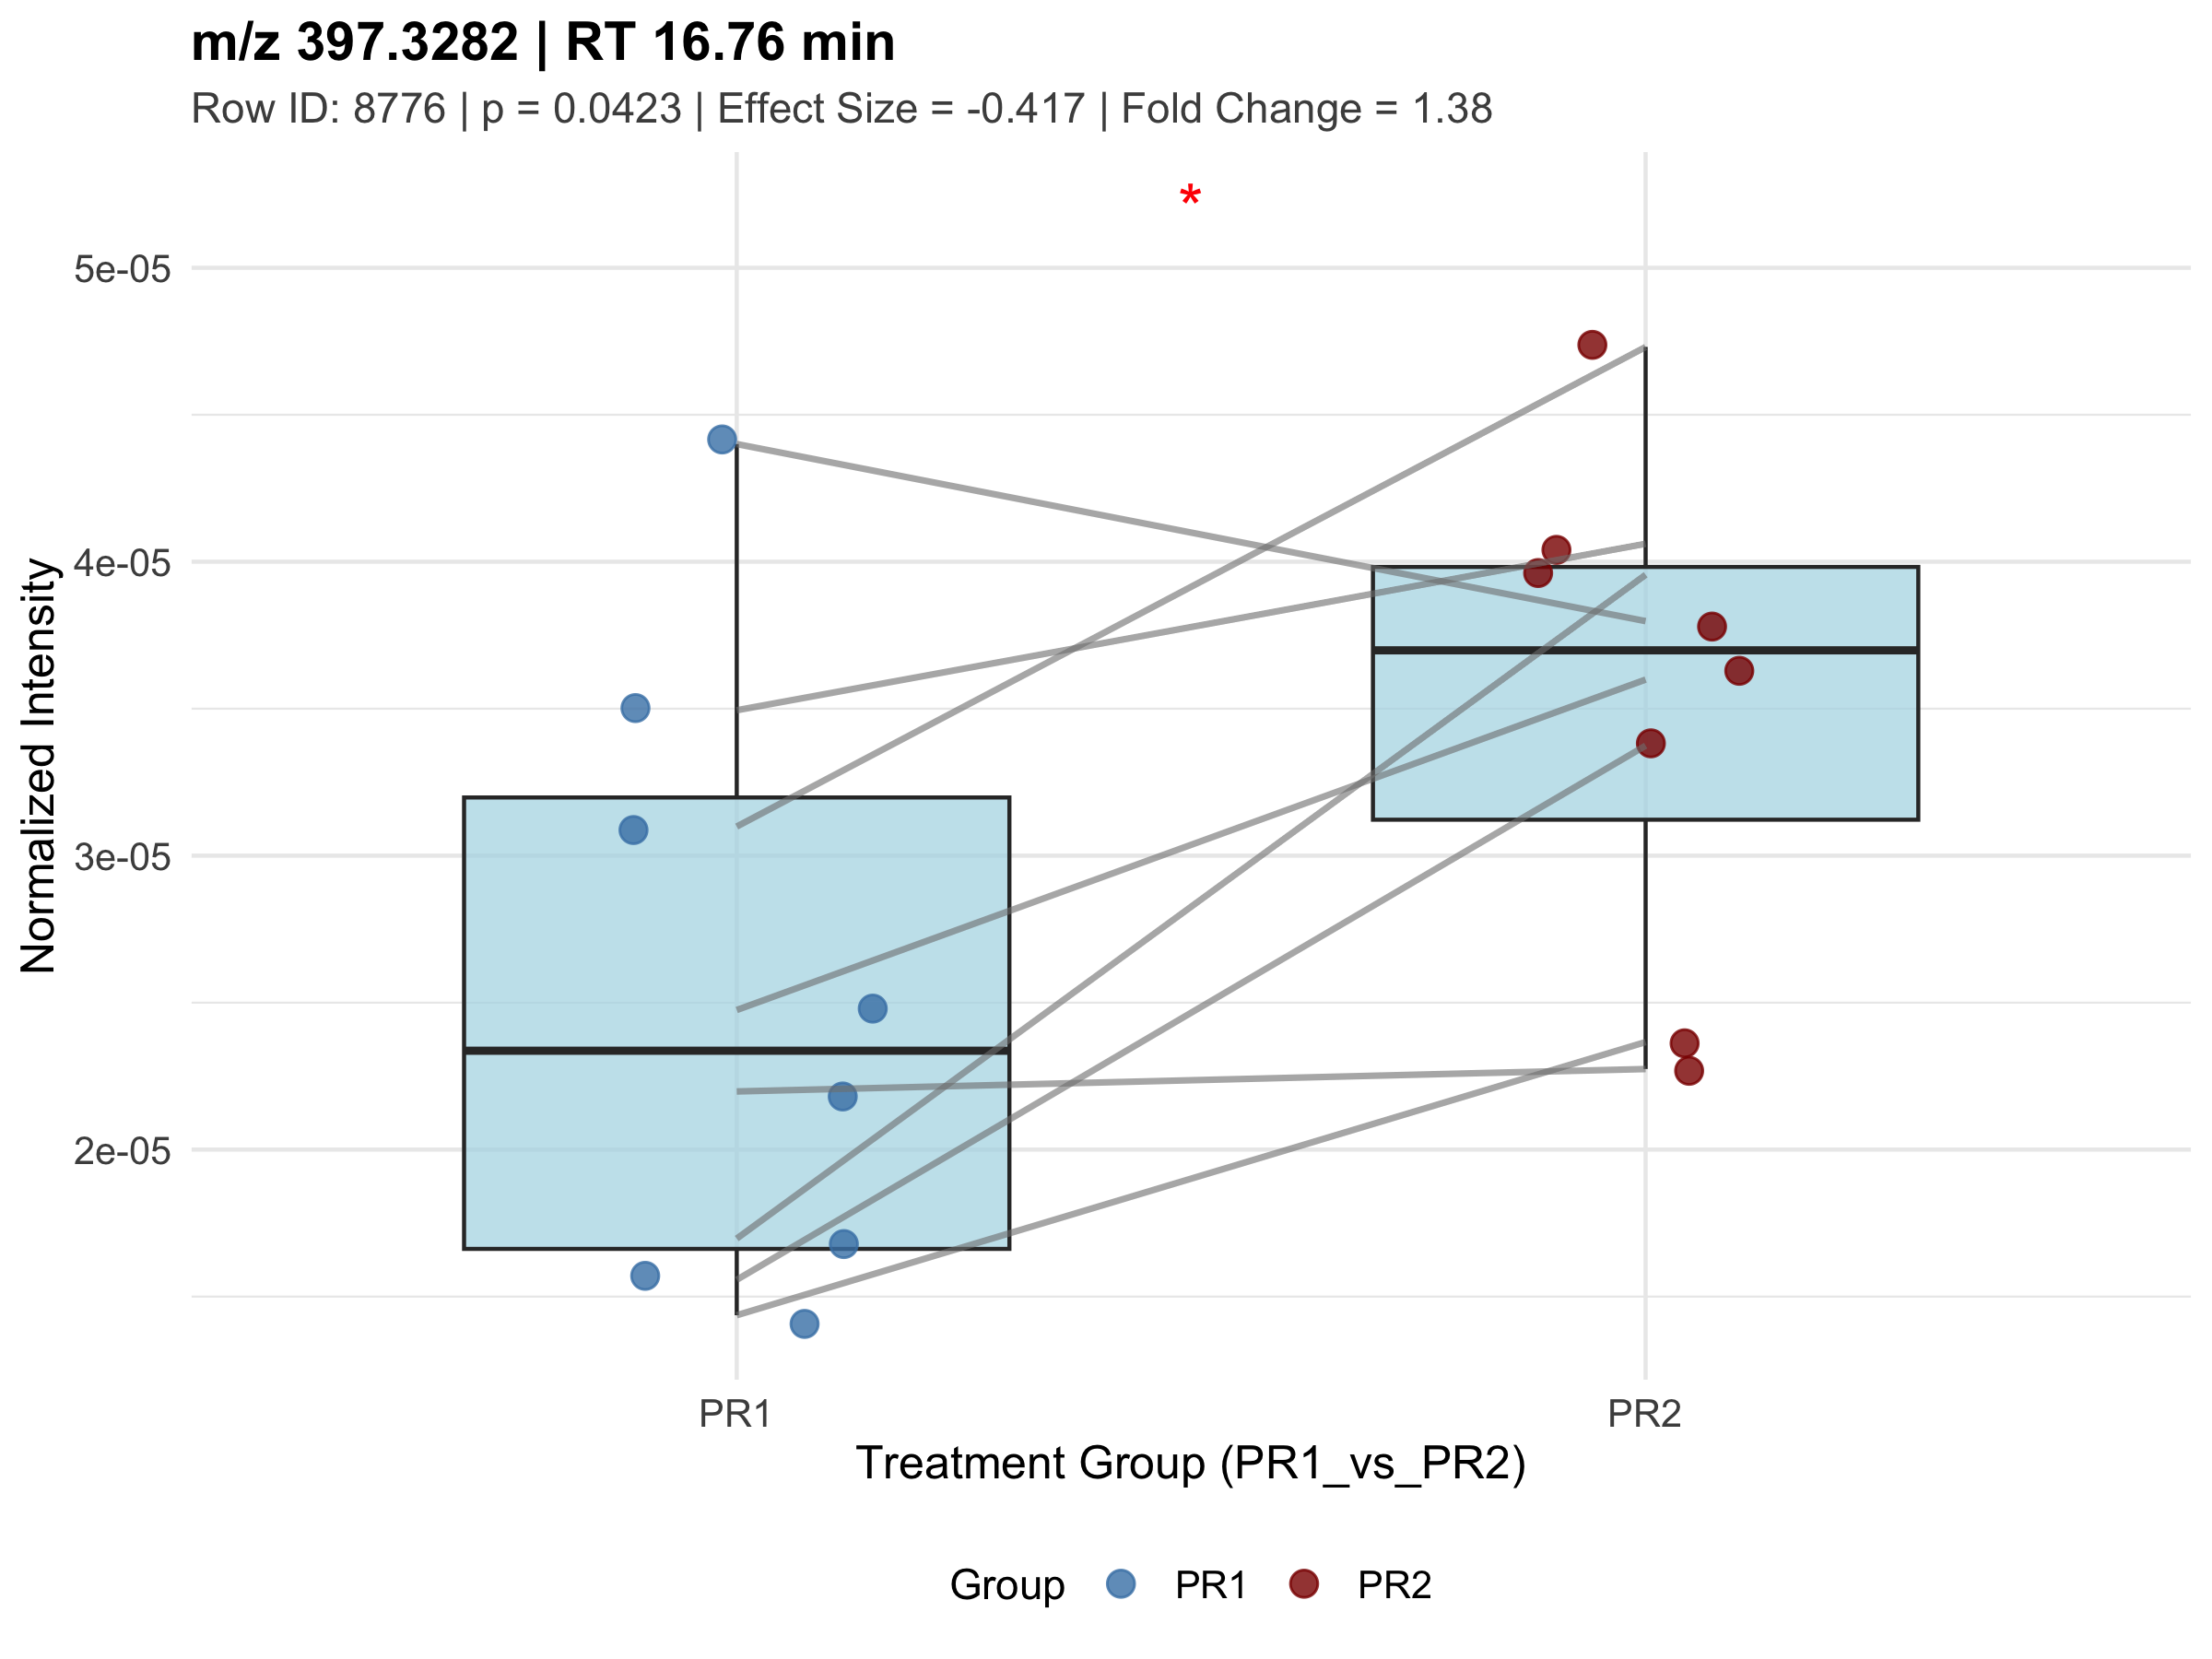 m/z 397.3282 | RT 16.76 min
Row ID: 8776 | p = 0.0423 | Effect Size = -0.417 | Fold Change = 1.38
*
5e-05
4e-05
3e-05
2e-05
Normalized Intensity
PR1
PR2
Treatment Group (PR1_vs_PR2)
Group PR1 PR2